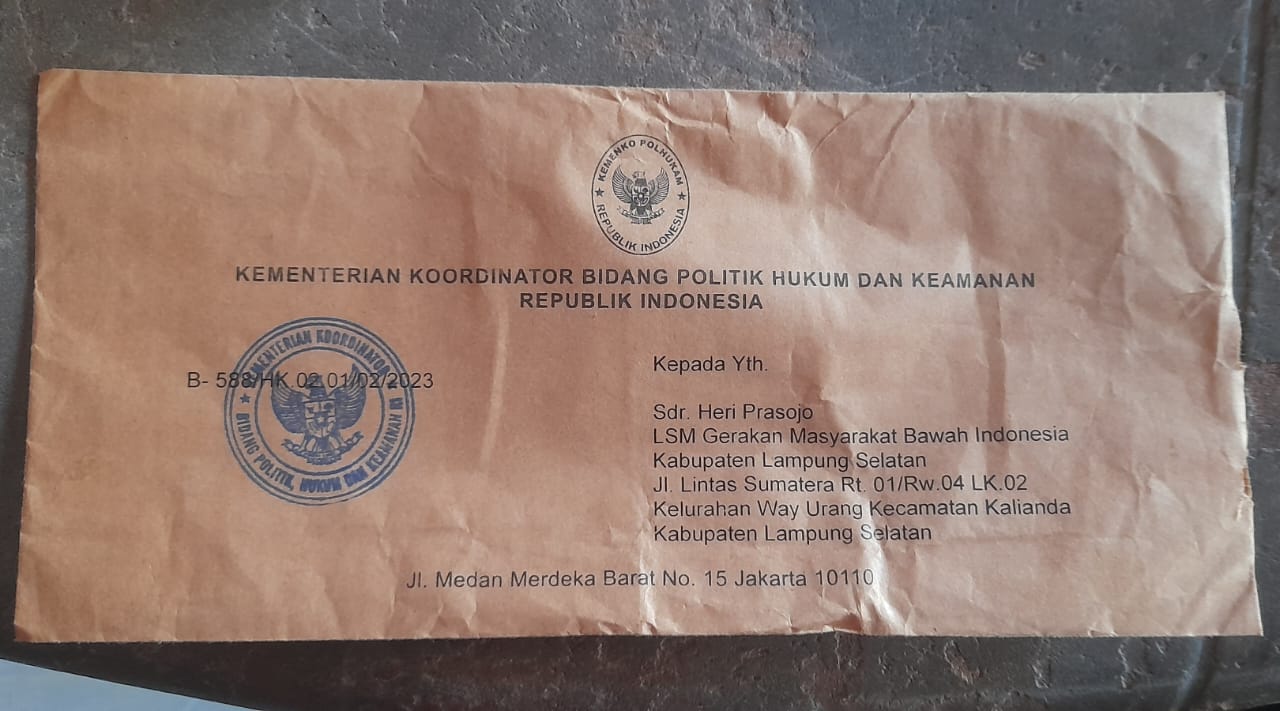 KEMENKO POLHUKAM
REPUBLIK INDONESIA
KEMENTERIAN KOORDINATOR BIDANG POLITIK HUKUM DAN KEAMANAN
REPUBLIK INDONESIA
B- 588/HK.02.01/02/2023
KEMENTERIAN KOORDINATOR
BIDANG POLITIK, HUKUM DAN KEAMANAN RI
Kepada Yth.
Sdr. Heri Prasojo
LSM Gerakan Masyarakat Bawah Indonesia
Kabupaten Lampung Selatan
Jl. Lintas Sumatera Rt. 01/Rw.04 LK.02
Kelurahan Way Urang Kecamatan Kalianda
Kabupaten Lampung Selatan
Jl. Medan Merdeka Barat No. 15 Jakarta 10110